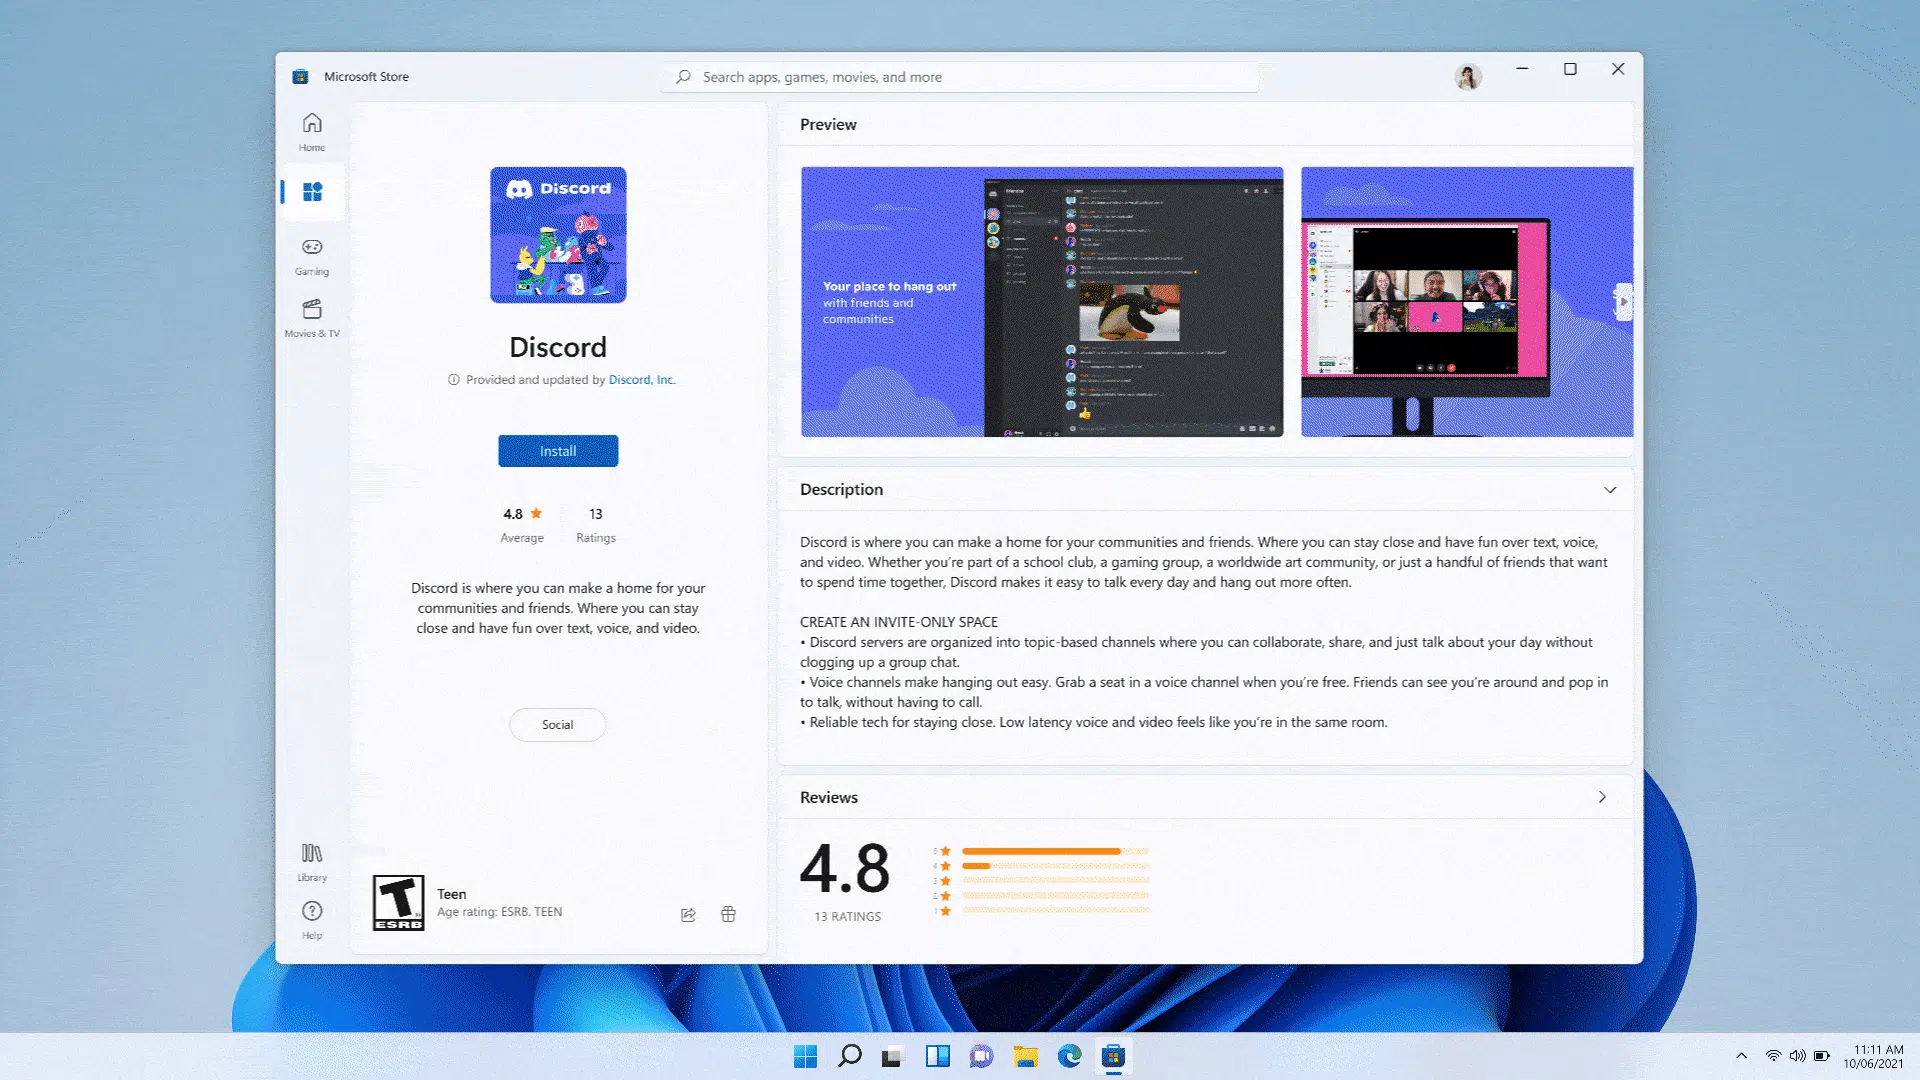 Microsoft Store
Search apps, games, movies, and more
Home
Gaming
Movies & TV
Library
Help
Discord
Discord
Provided and updated by Discord, Inc.
Install
4.8
13
Average
Ratings
Discord is where you can make a home for your
communities and friends. Where you can stay
close and have fun over text, voice, and video.
Social
T
ESRB
Teen
Age rating: ESRB. TEEN
Preview
Your place to hang out
with friends and
communities
Description
Discord is where you can make a home for your communities and friends. Where you can stay close and have fun over text, voice,
and video. Whether you're part of a school club, a gaming group, a worldwide art community, or just a handful of friends that want
to spend time together, Discord makes it easy to talk every day and hang out more often.
CREATE AN INVITE-ONLY SPACE
• Discord servers are organized into topic-based channels where you can collaborate, share, and just talk about your day without
clogging up a group chat.
• Voice channels make hanging out easy. Grab a seat in a voice channel when you're free. Friends can see you're around and pop in
to talk, without having to call.
• Reliable tech for staying close. Low latency voice and video feels like you're in the same room.
Reviews
4.8
13 RATINGS
5
4
3
2
1
11:11 AM
10/06/2021